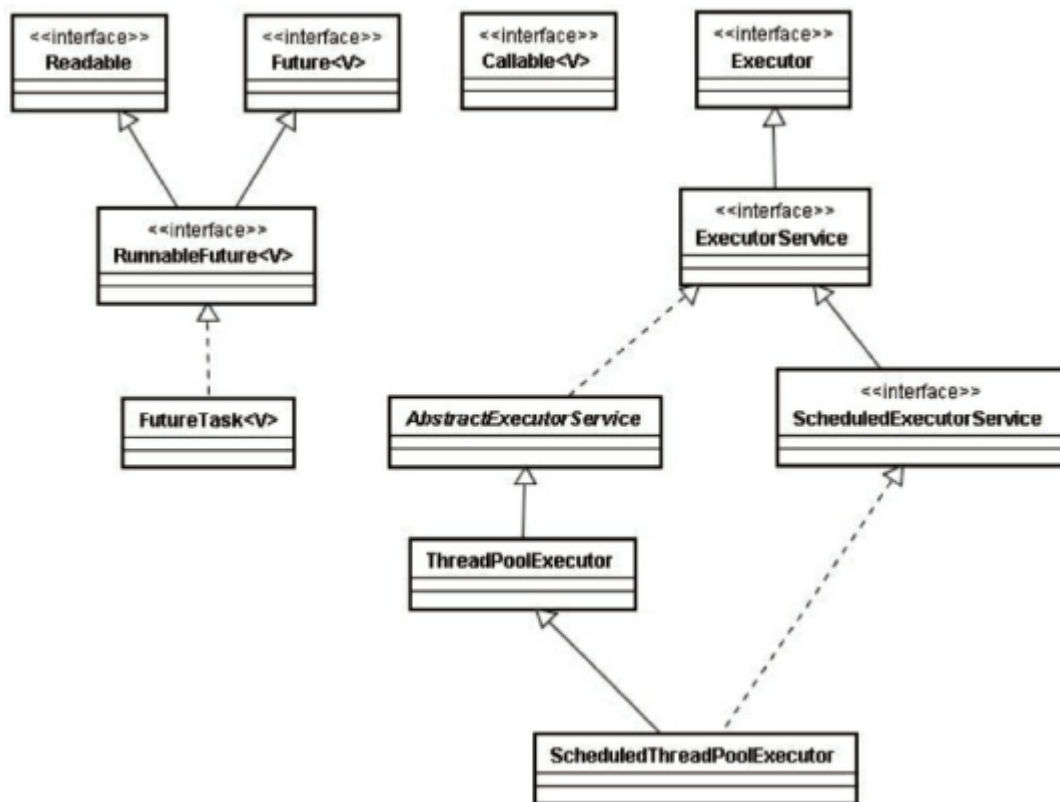 <<interface>>
Readable
<<interface>>
Future<V>
<<interface>>
Callable<V>
<<interface>>
Executor
<<interface>>
RunnableFuture<V>
<<interface>>
ExecutorService
FutureTask<V>
AbstractExecutorService
<<interface>>
ScheduledExecutorService
ThreadPoolExecutor
ScheduledThreadPoolExecutor